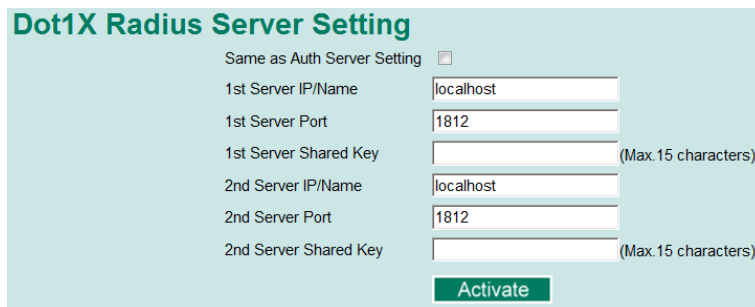 Dot1X Radius Server Setting
Same as Auth Server Setting
1st Server IP/Name localhost
1st Server Port 1812
1st Server Shared Key (Max.15 characters)
2nd Server IP/Name localhost
2nd Server Port 1812
2nd Server Shared Key (Max.15 characters)
Activate